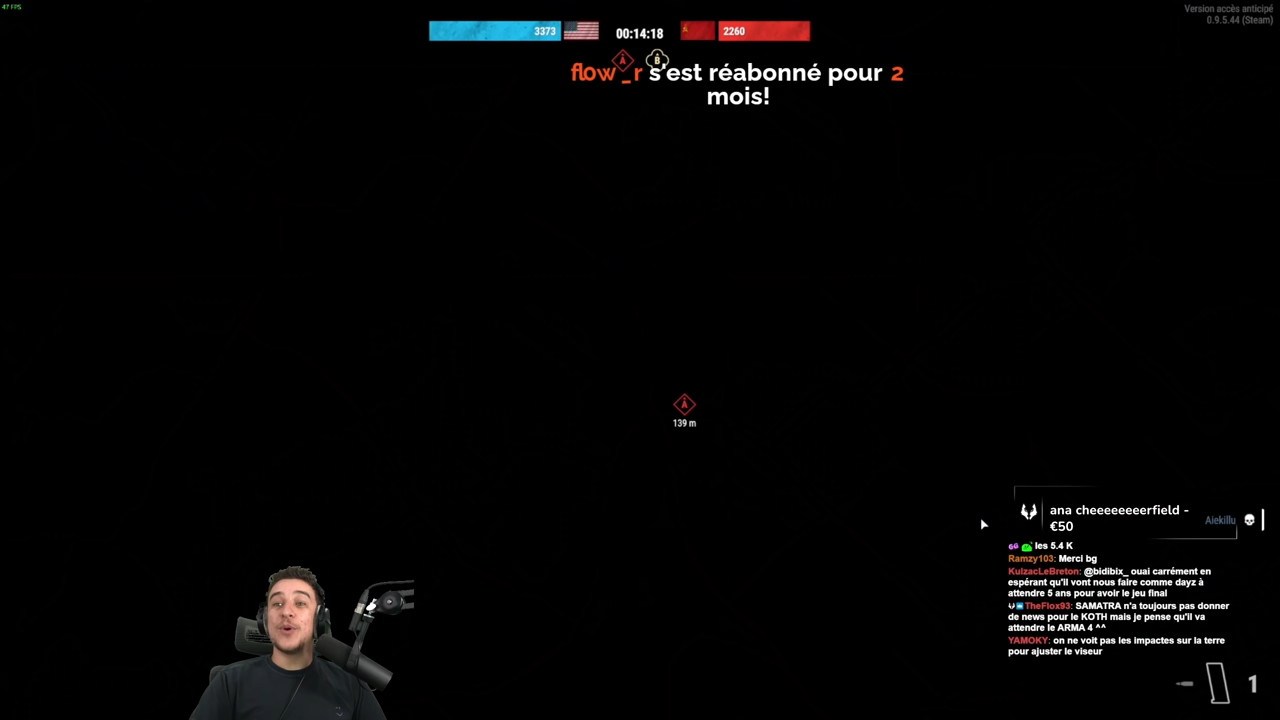 47 FPS
Version accès anticipé
0.9.5.44 (Steam)
3373
00:14:18
2260
A
B
flow_r s'est réabonné pour 2
mois!
A
139 m
ana cheeeeeeeerfield -
€50
Aiekillu
les 5.4 K
Ramzy103: Merci bg
KulzacLeBreton: @bidibix_ ouai carrément en
espérant qu'il vont nous faire comme dayz à
attendre 5 ans pour avoir le jeu final
TheFlox93: SAMATRA n'a toujours pas donner
de news pour le KOTH mais je pense qu'il va
attendre le ARMA 4 ^^
YAMOKY: on ne voit pas les impactes sur la terre
pour ajuster le viseur
1